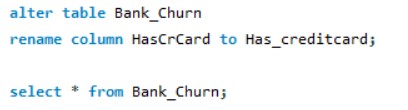 alter table Bank_Churn
rename column HasCrCard to Has_creditcard;
select * from Bank_Churn;